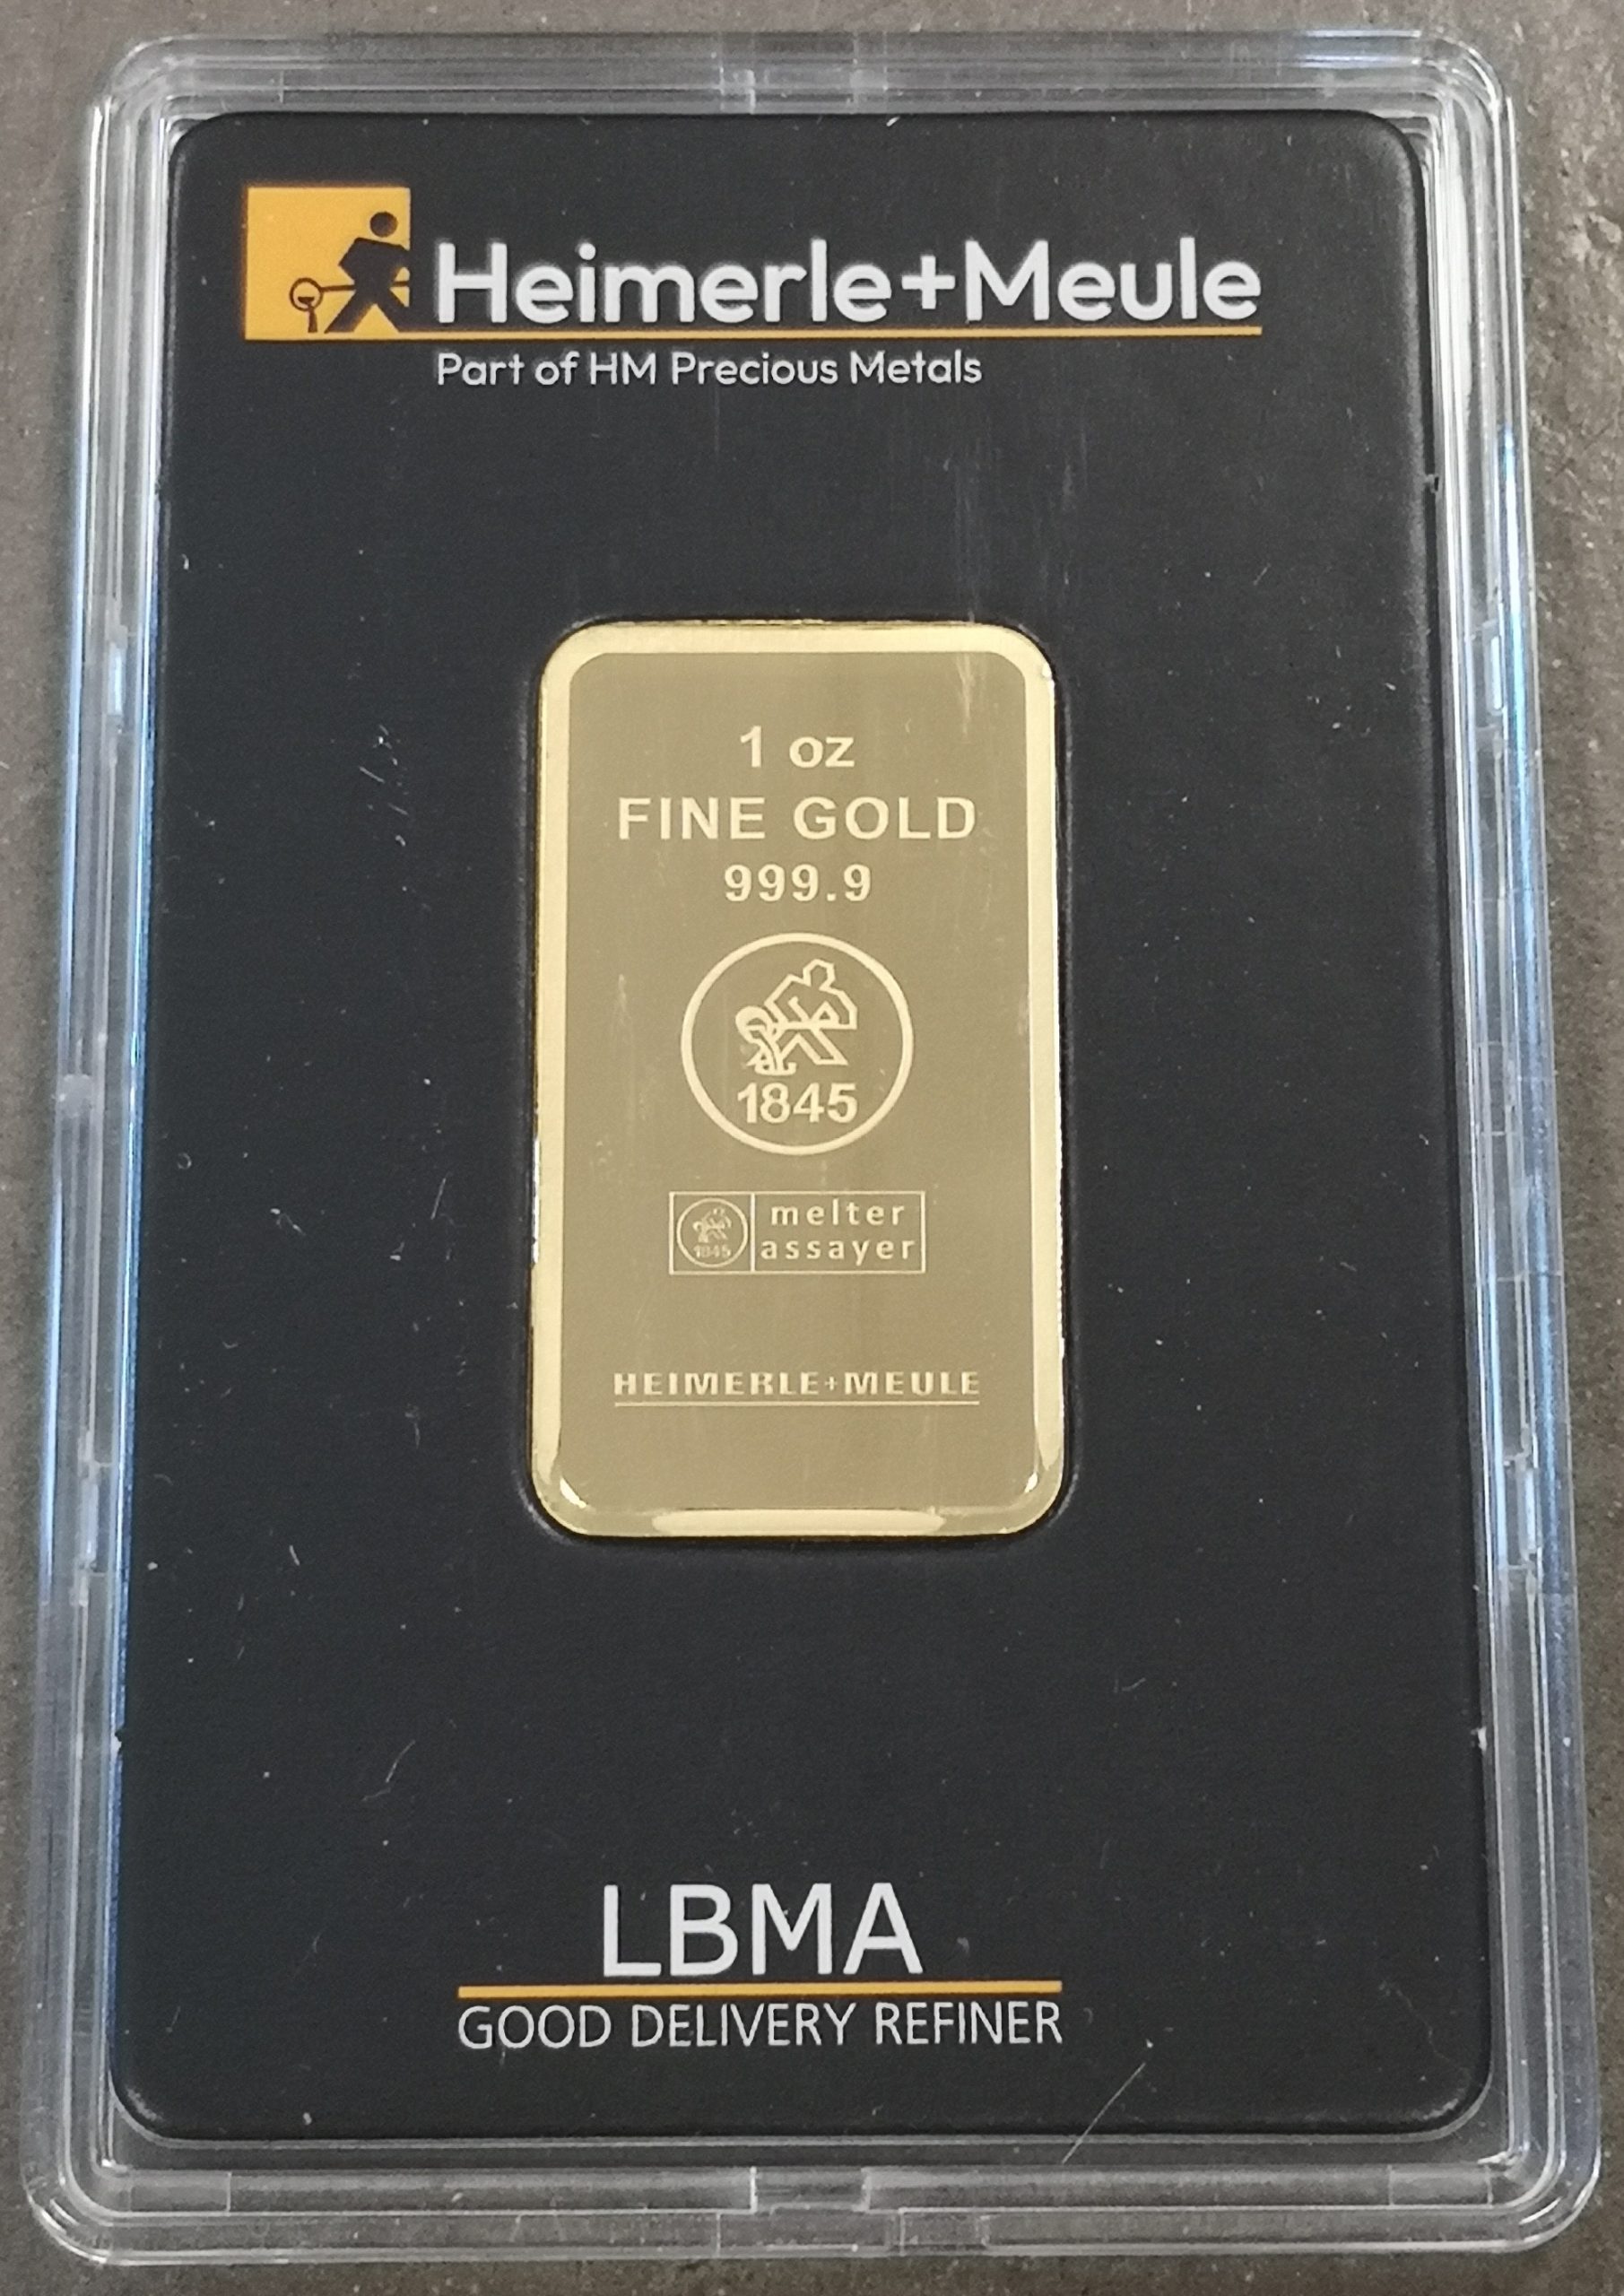 Heimerle+Meule
Part of HM Precious Metals
1 oz
FINE GOLD
999.9
1845
1845
melter
assayer
HEIMERLE+MEULE
LBMA
GOOD DELIVERY REFINER